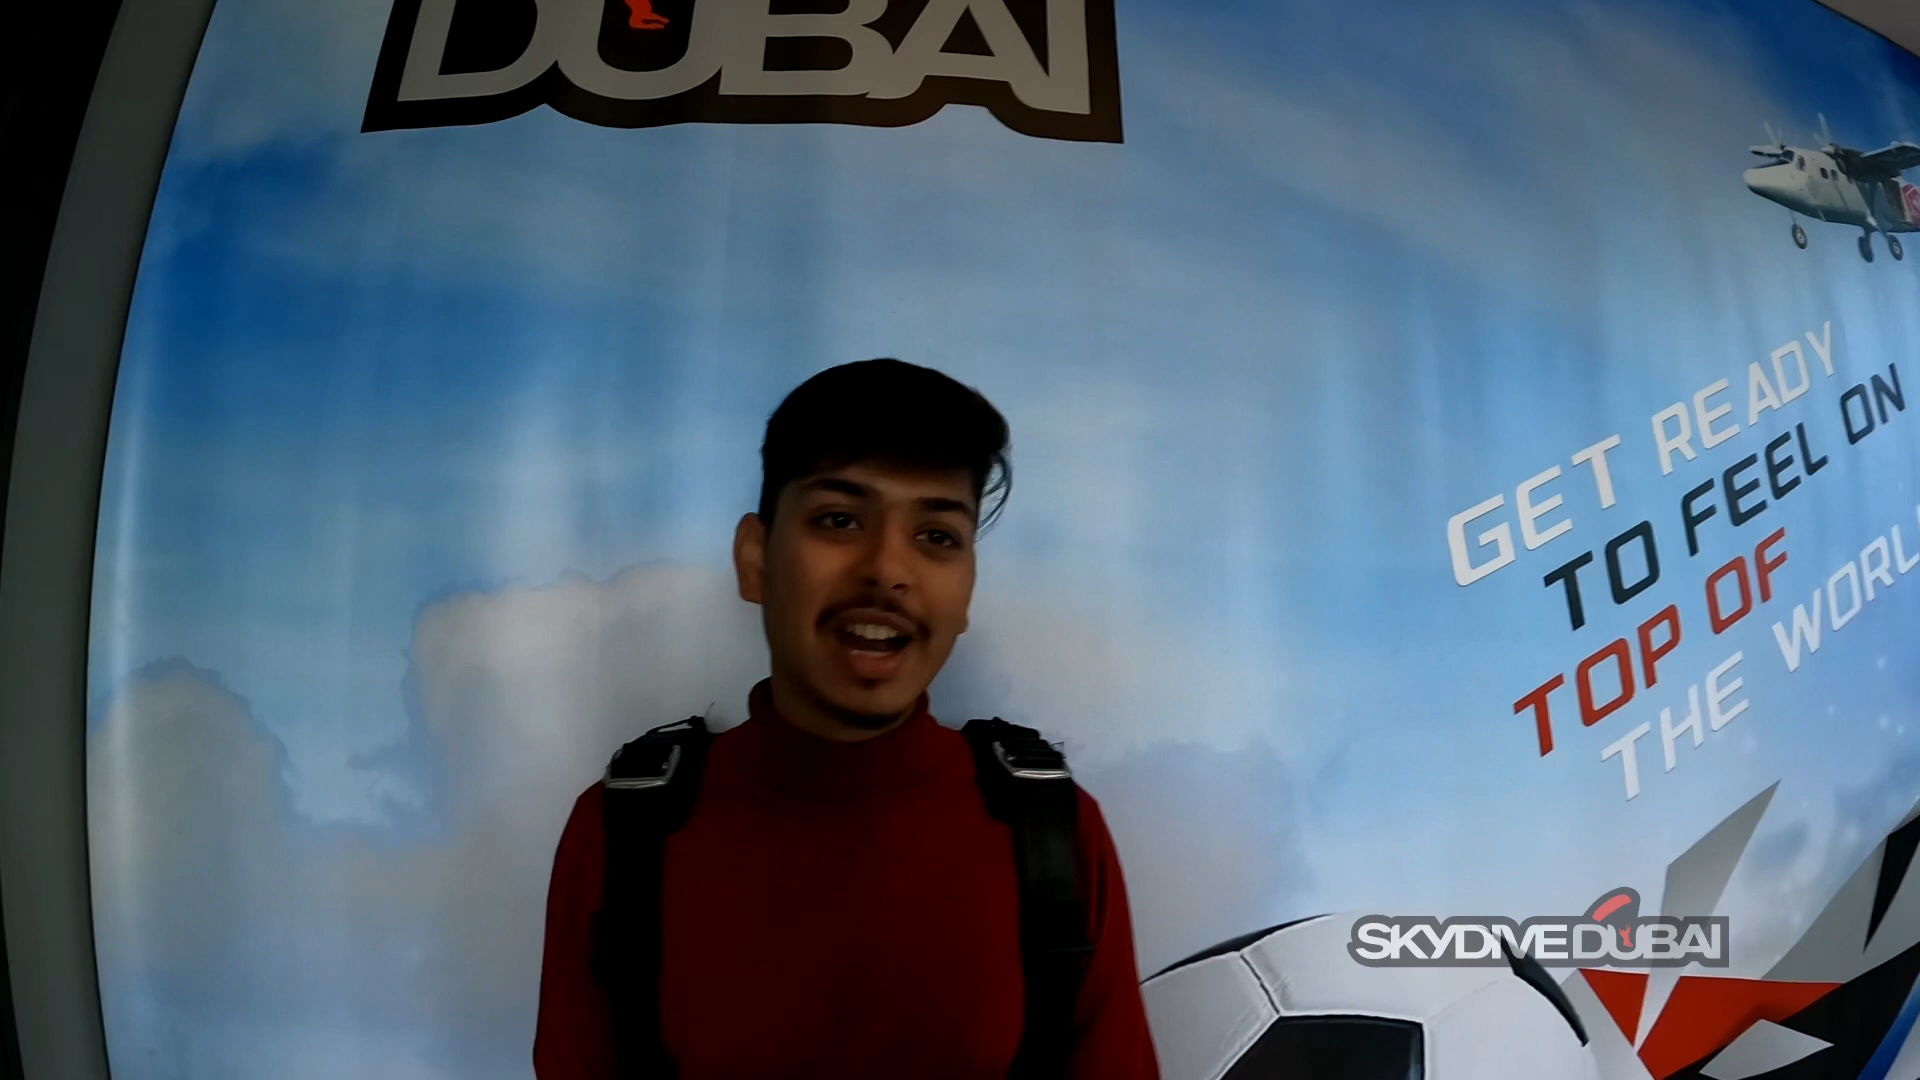 DUBAI
GET READY
TO FEEL ON
TOP OF
THE WORL
SKYDIVEDUBAI